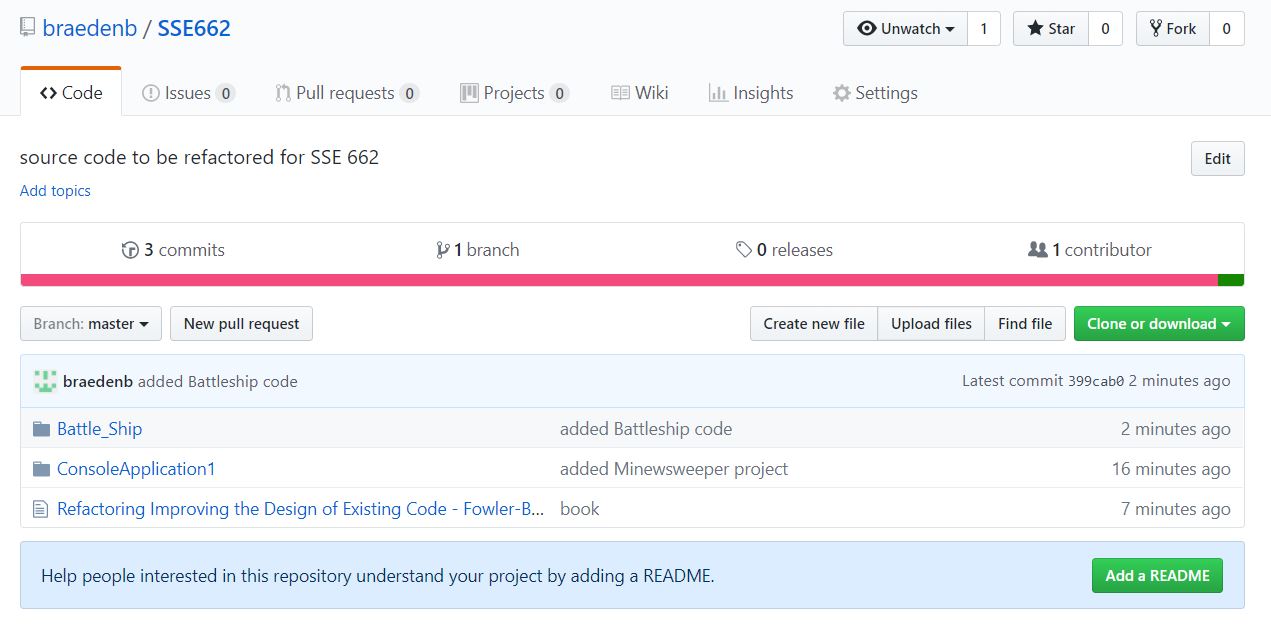 braedenb / SSE662
Unwatch 1 Star 0 Fork 0
Code Issues 0 Pull requests 0 Projects 0 Wiki Insights Settings
source code to be refactored for SSE 662 Edit
Add topics
3 commits 1 branch 0 releases 1 contributor
Branch: master New pull request Create new file Upload files Find file Clone or download
braedenb added Battleship code Latest commit 399cab0 2 minutes ago
Battle_Ship added Battleship code 2 minutes ago
ConsoleApplication1 added Minewsweeper project 16 minutes ago
Refactoring Improving the Design of Existing Code - Fowler-B... book 7 minutes ago
Help people interested in this repository understand your project by adding a README. Add a README